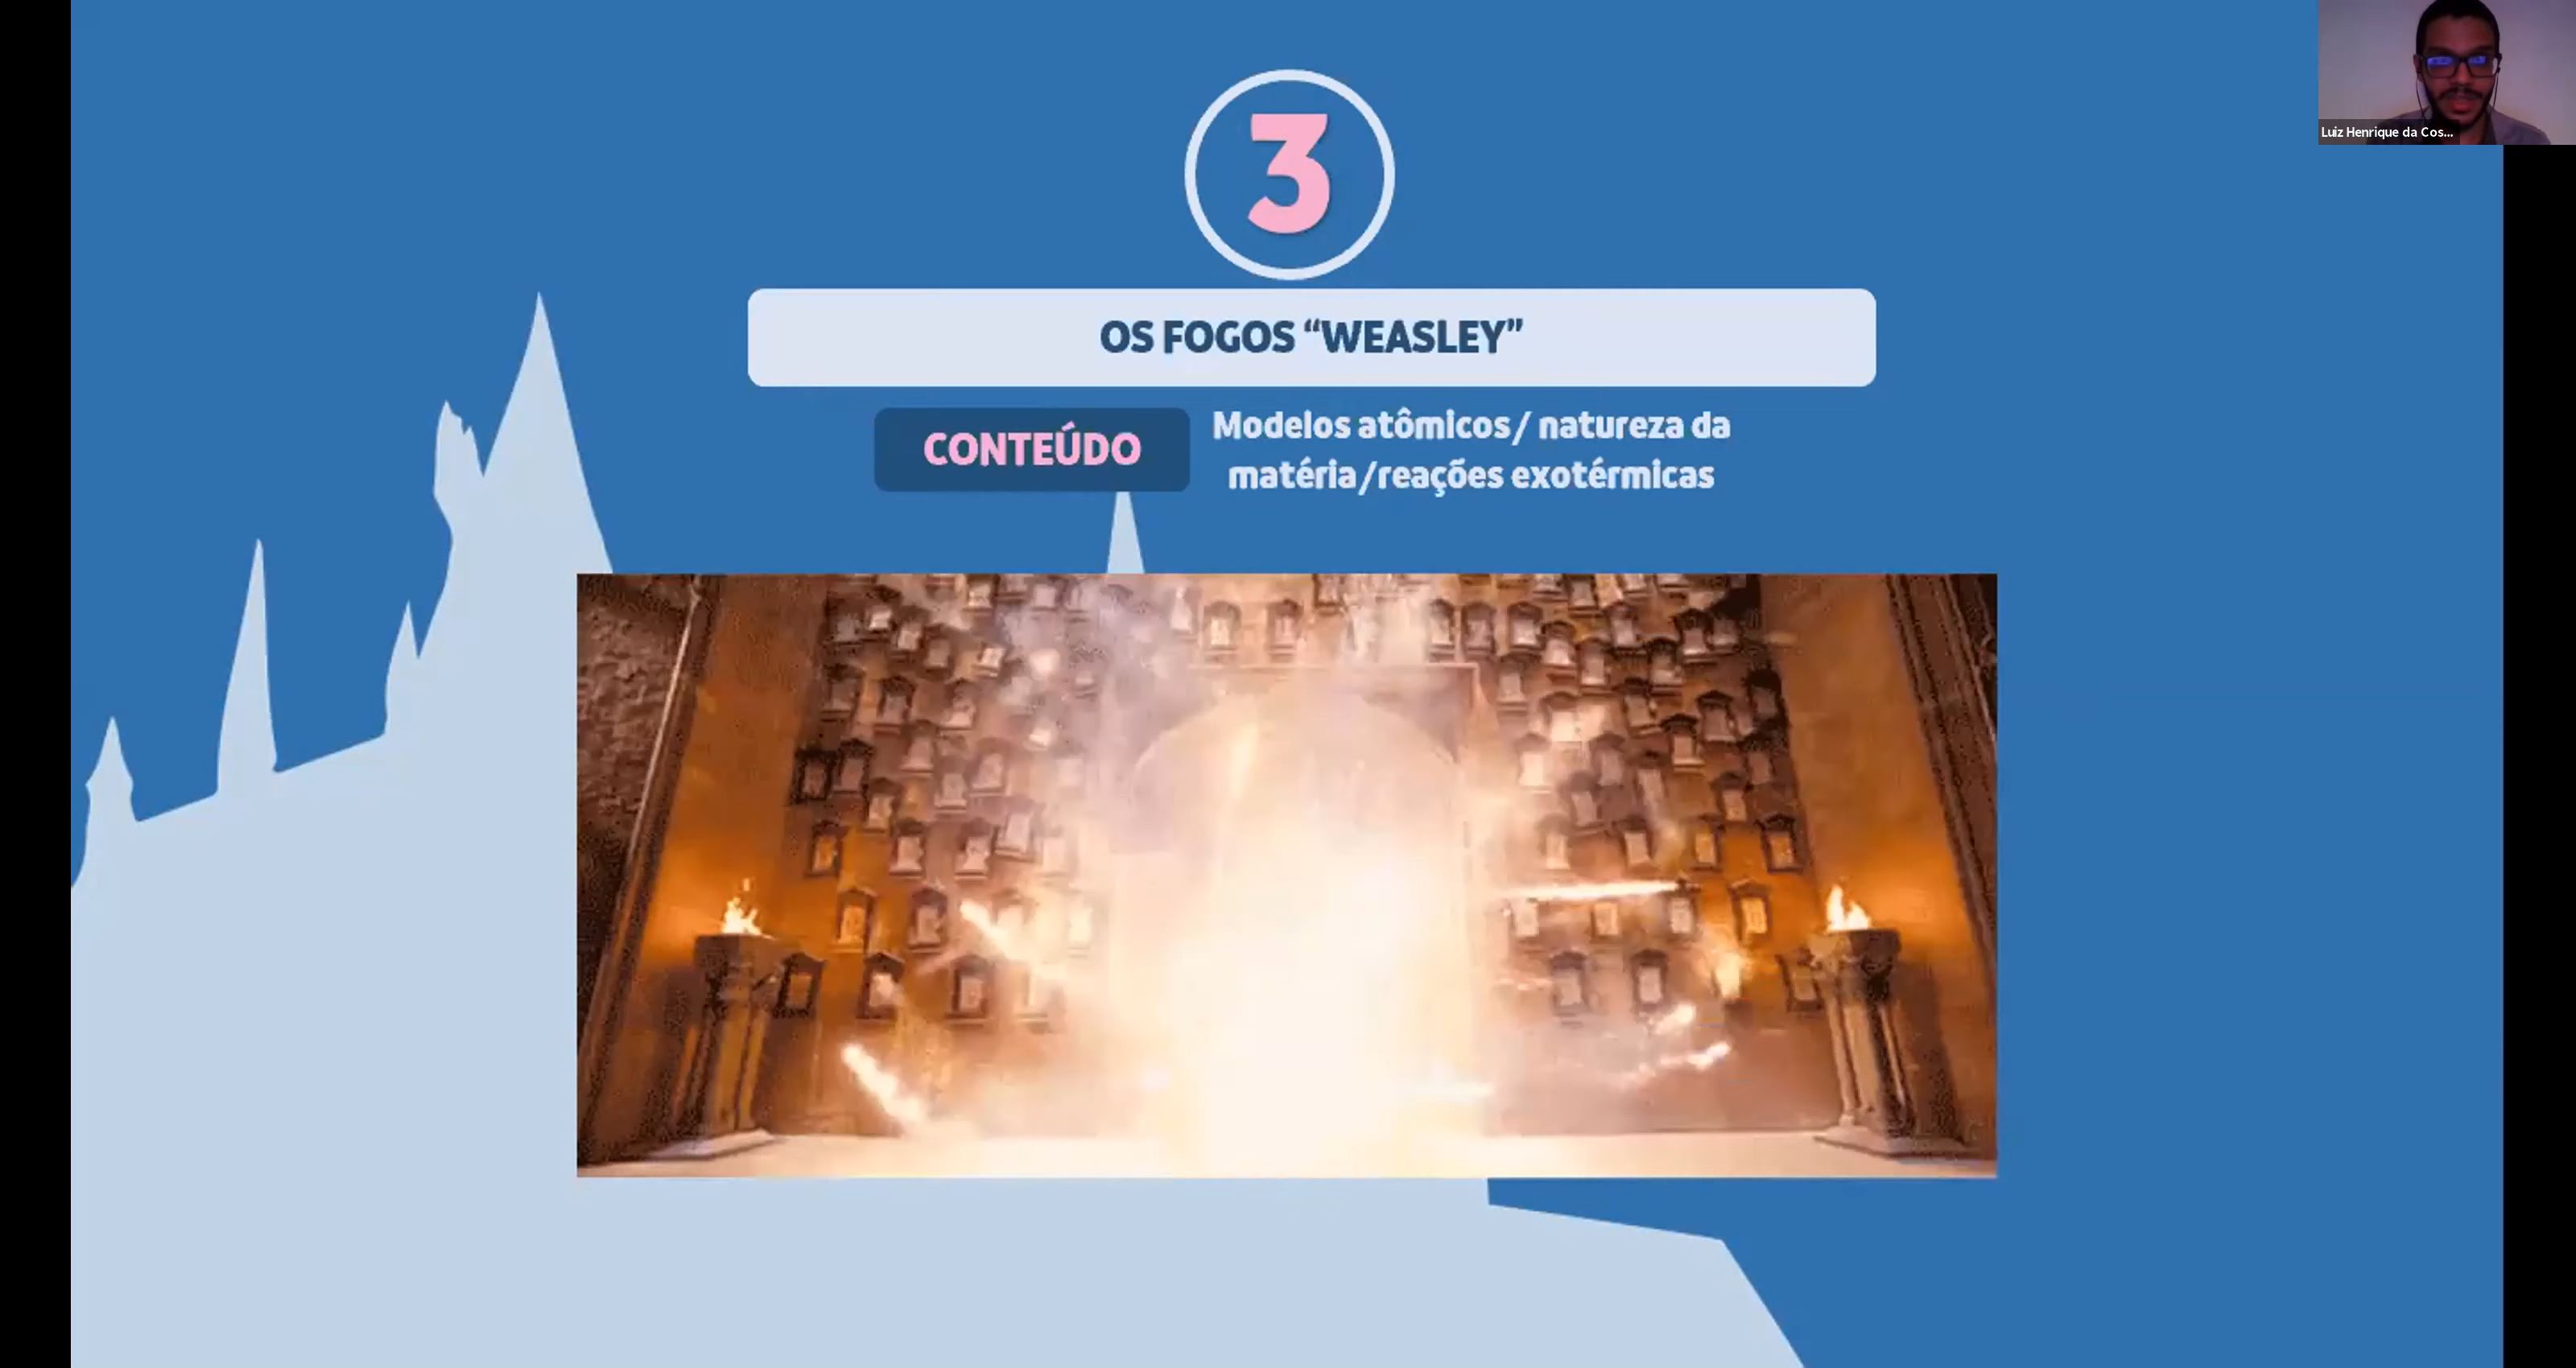 Luiz Henrique da Cos...
3
OS FOGOS “WEASLEY”
CONTEÚDO
Modelos atômicos/ natureza da
matéria/reações exotérmicas